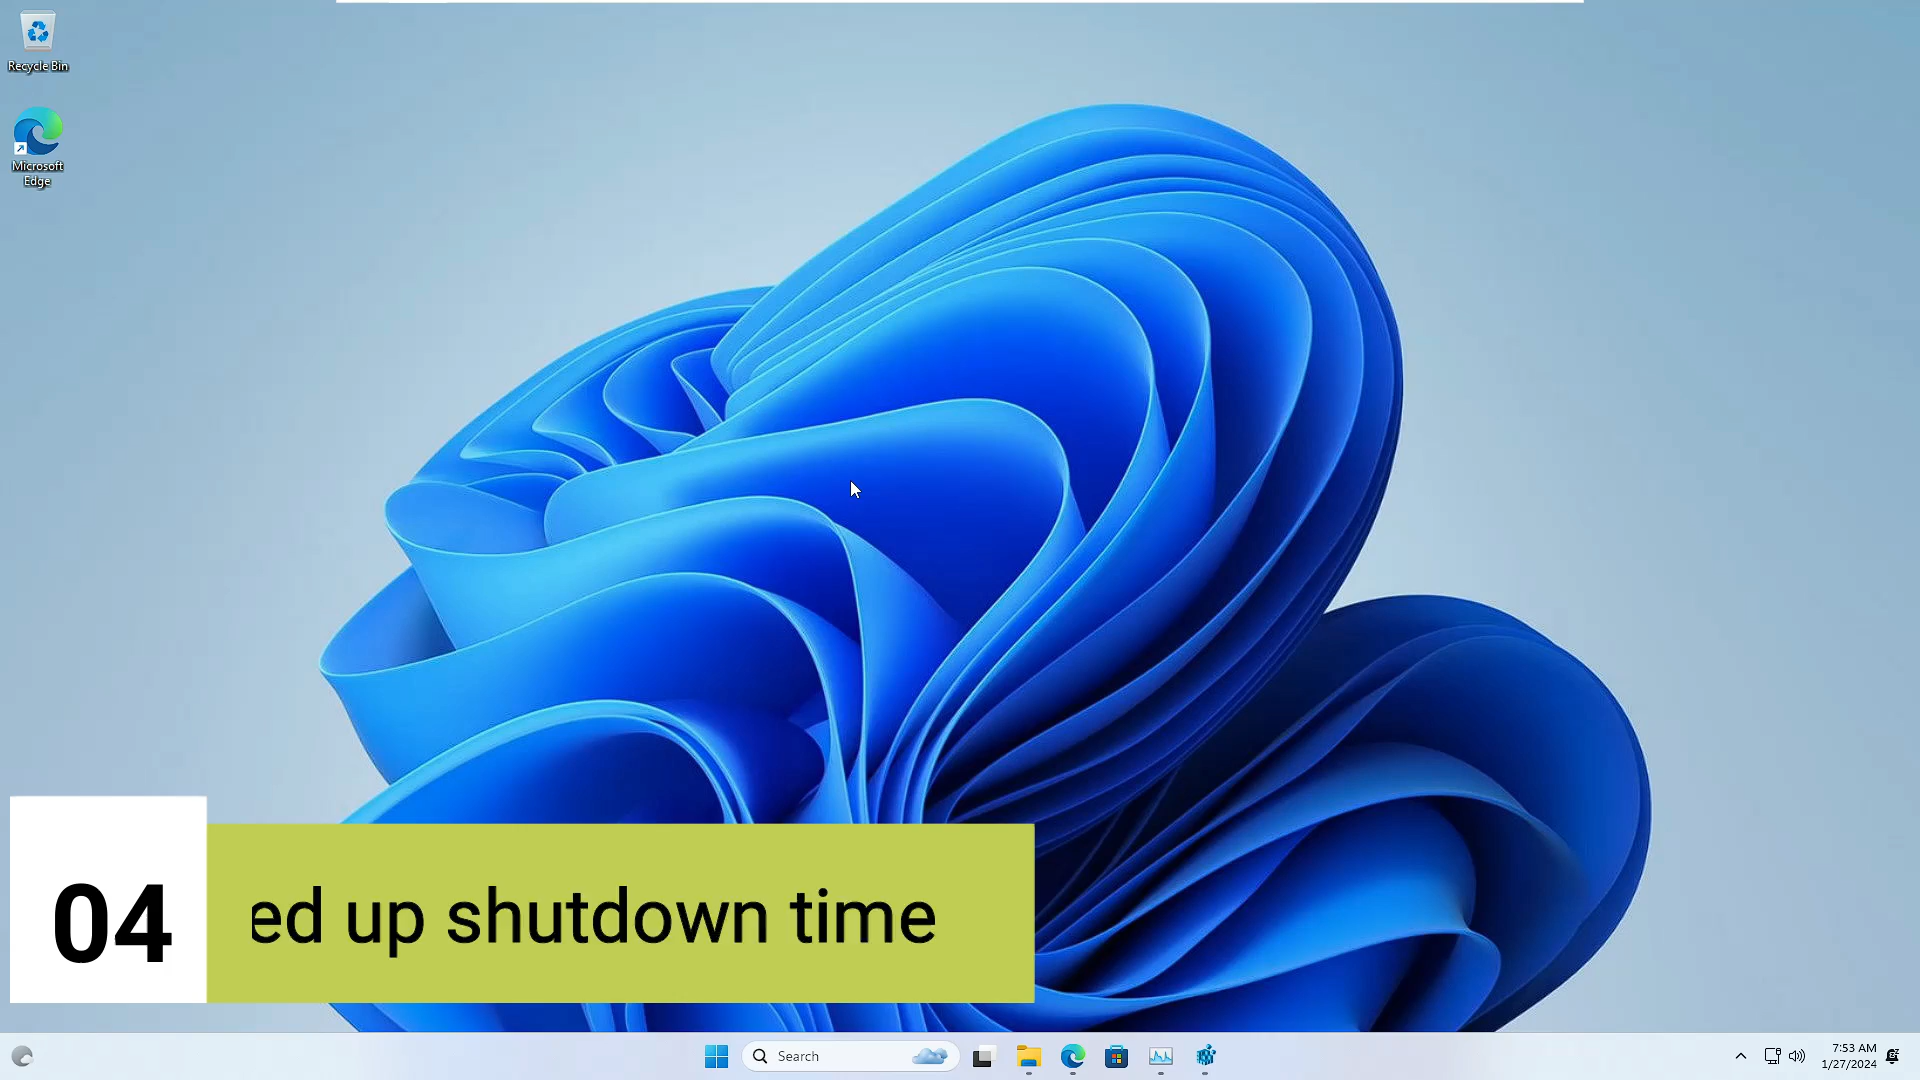 Recycle Bin
Microsoft
Edge
04
ed up shutdown time
Search
7:53 AM
1/27/2024